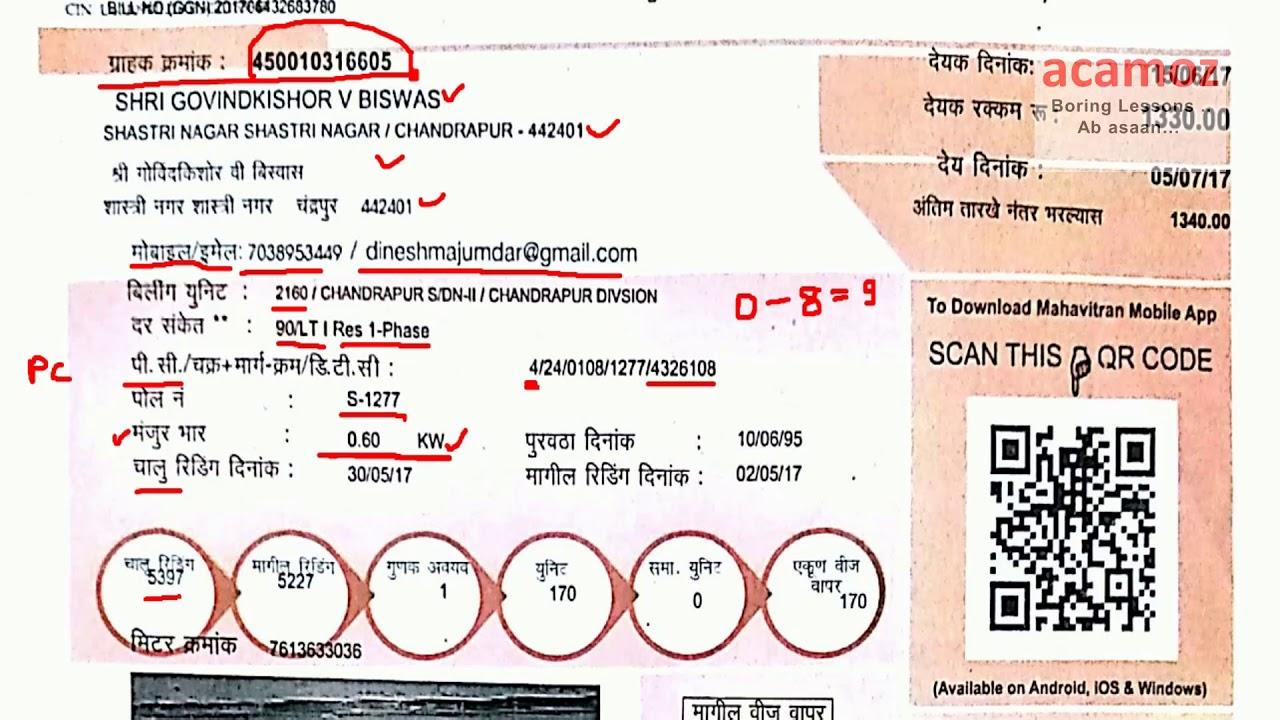 BILL NO.(GGN):201706432683780
ग्राहक क्रमांक : 450010316605
SHRI GOVINDKISHOR V BISWAS
SHASTRI NAGAR SHASTRI NAGAR / CHANDRAPUR - 442401
श्री गोविंदकिशोर वी बिस्वास
शास्त्री नगर शास्त्री नगर चंद्रपुर 442401
मोबाइल/इमेल: 7038953449 / dineshmajumdar@gmail.com
देयक दिनांक: 15/06/17
acamoz
Boring Lessons
Ab asaan...
देयक रक्कम रू : 1330.00
देय दिनांक : 05/07/17
अंतिम तारखे नंतर भरल्यास 1340.00
बिलींग युनिट : 2160 / CHANDRAPUR S/DN-II / CHANDRAPUR DIVSION
दर संकेत ** : 90/LT I Res 1-Phase
0 - 8 = 9
PC
पी.सी./चक्र+मार्ग-क्रम/डि.टी.सी : 4/24/0108/1277/4326108
पोल नं : S-1277
मंजुर भार : 0.60 KW पुरवठा दिनांक : 10/06/95
चालु रिडिंग दिनांक : 30/05/17 मागील रिडिंग दिनांक : 02/05/17
To Download Mahavitran Mobile App
SCAN THIS QR CODE
(Available on Android, iOS & Windows)
चालु रिडिंग 5397
मागील रिडिंग 5227
गुणक अवयव 1
युनिट 170
समा. युनिट 0
एकूण वीज वापर 170
मिटर क्रमांक 7613633036
मागील वीज वापर